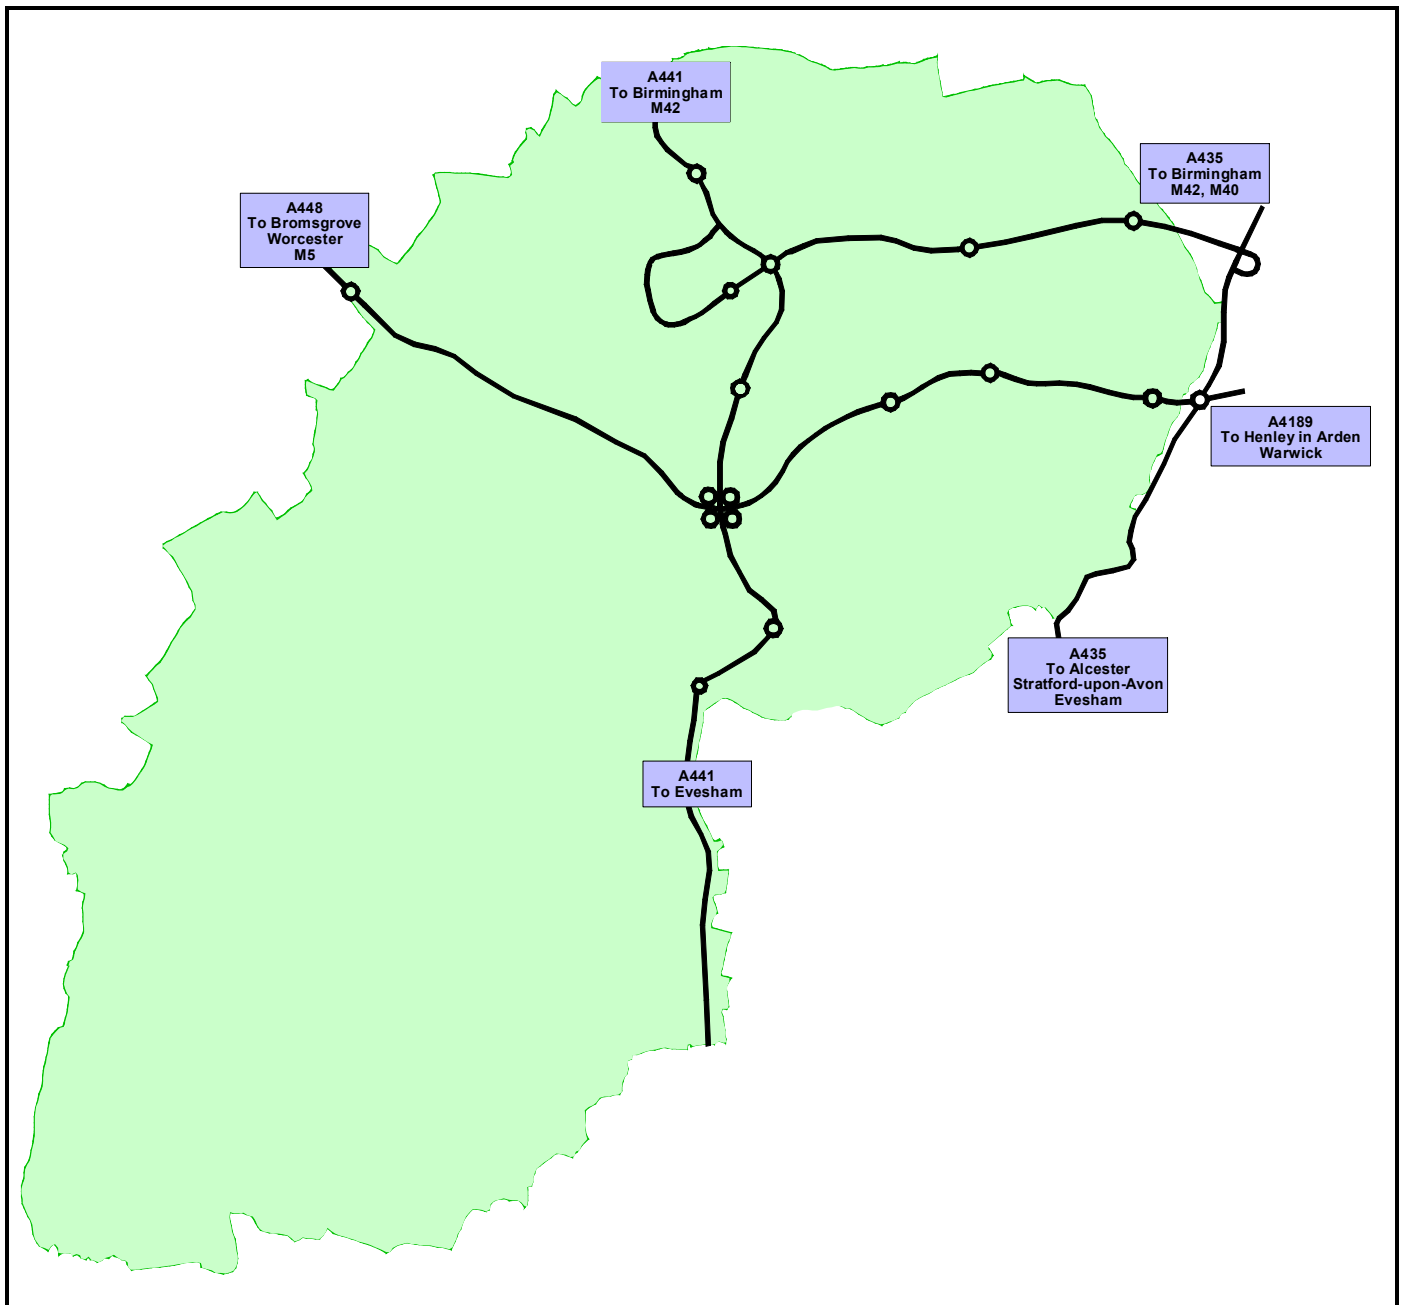 A441
To Birmingham
M42
A435
To Birmingham
M42, M40
A448
To Bromsgrove
Worcester
M5
A4189
To Henley in Arden
Warwick
A435
To Alcester
Stratford-upon-Avon
Evesham
A441
To Evesham